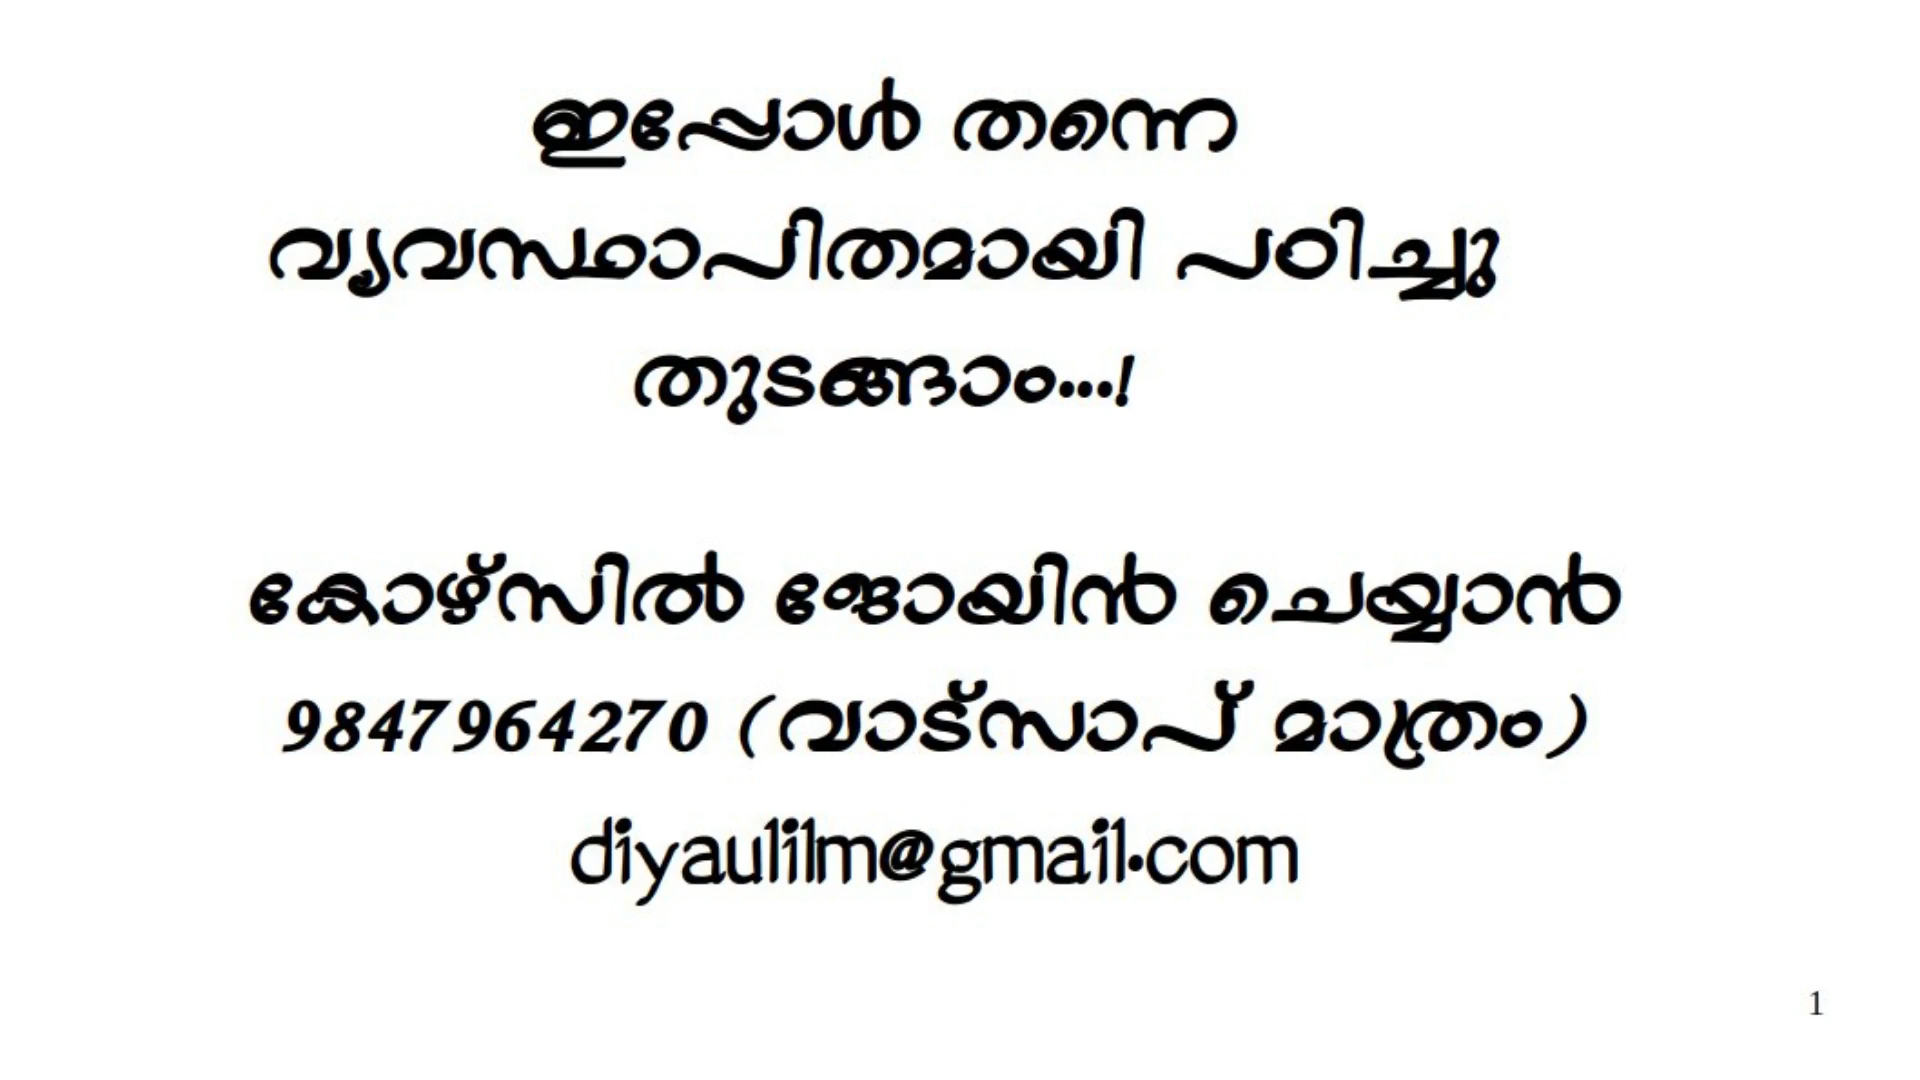 ഇപ്പോൾ തന്നെ
വ്യവസ്ഥാപിതമായി പഠിച്ചു
തുടങ്ങാം...!
കോഴ്സിൽ ജോയിൻ ചെയ്യാൻ
9847964270 (വാട്സാപ് മാത്രം)
diyaulilm@gmail.com
1